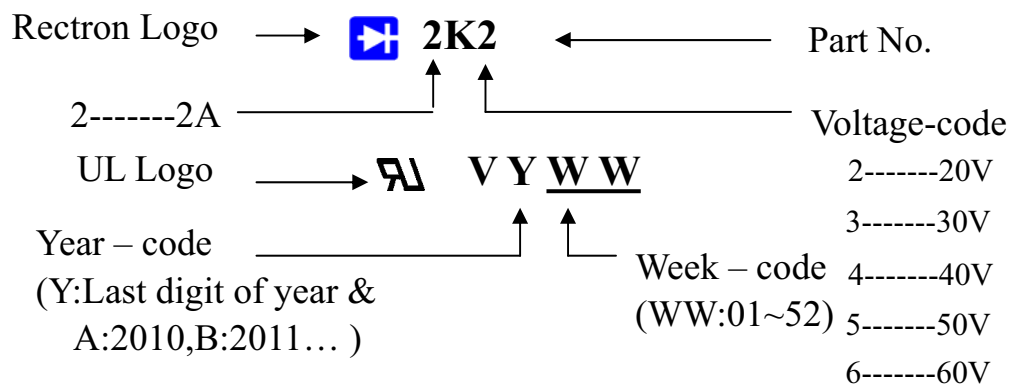 Rectron Logo 2K2 Part No.
2-------2A Voltage-code
UL Logo RU V Y W W 2-------20V
3-------30V
Year – code Week – code 4-------40V
(Y:Last digit of year & (WW:01~52) 5-------50V
A:2010,B:2011… ) 6-------60V